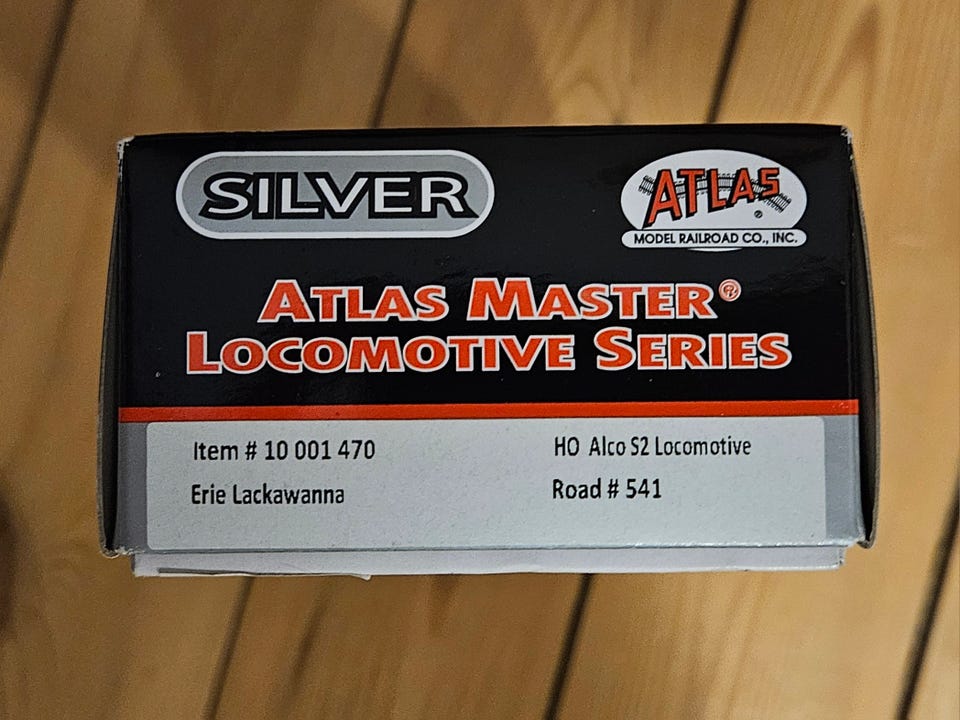 SILVER
ATLAS
®
MODEL RAILROAD CO., INC.
ATLAS MASTER®
LOCOMOTIVE SERIES
Item # 10 001 470
HO Alco S2 Locomotive
Erie Lackawanna
Road # 541